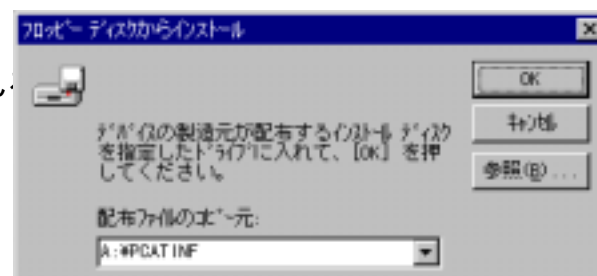 フロッピー ディスクからインストール
OK
デバイスの製造元が配布するインストール ディスク
を指定したドライブに入れて、[OK] を押
してください。
キャンセル
参照(R)...
配布ファイルのコピー元:
A:¥PCATINF